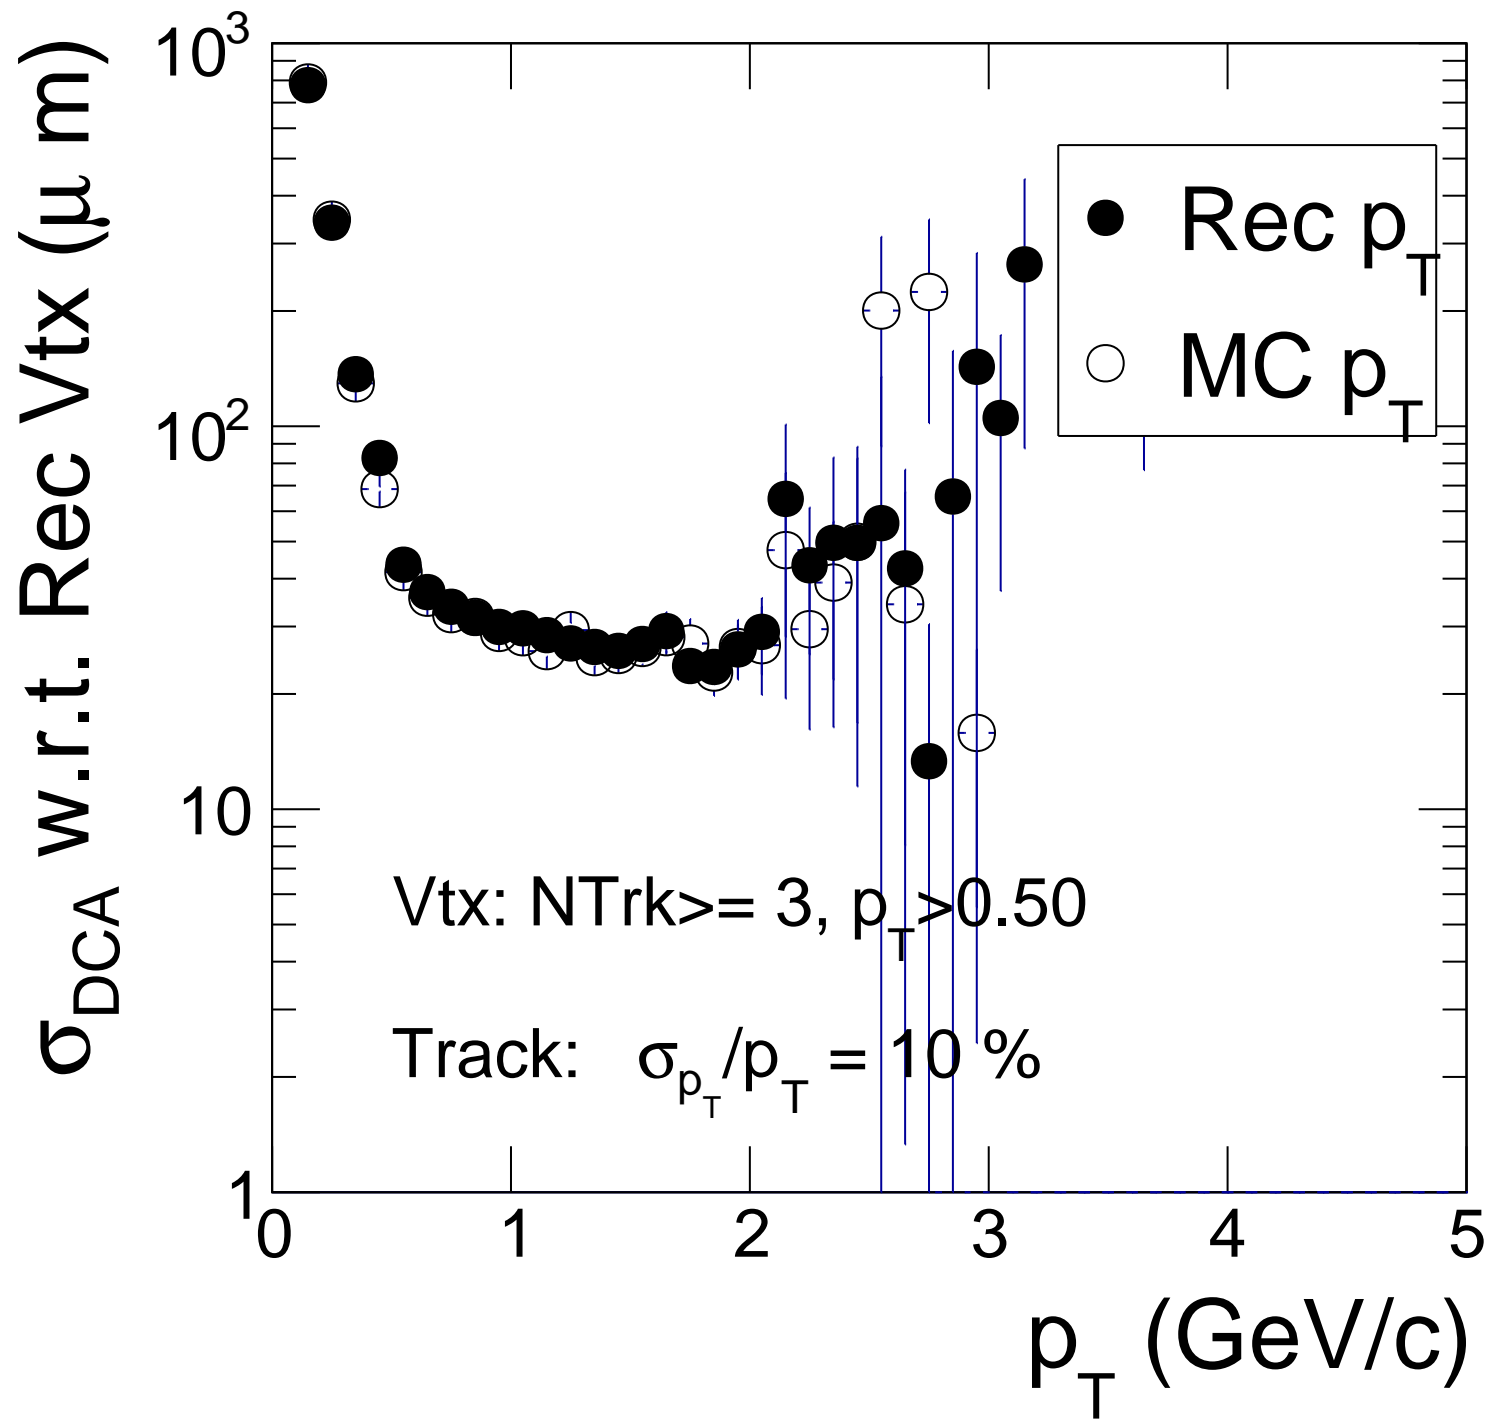 σDCA w.r.t. Rec Vtx (μ m)
10³
10²
10
1
Rec pT
MC pT
Vtx: NTrk>= 3, pT>0.50
Track: σpT/pT = 10 %
0 1 2 3 4 5
pT (GeV/c)